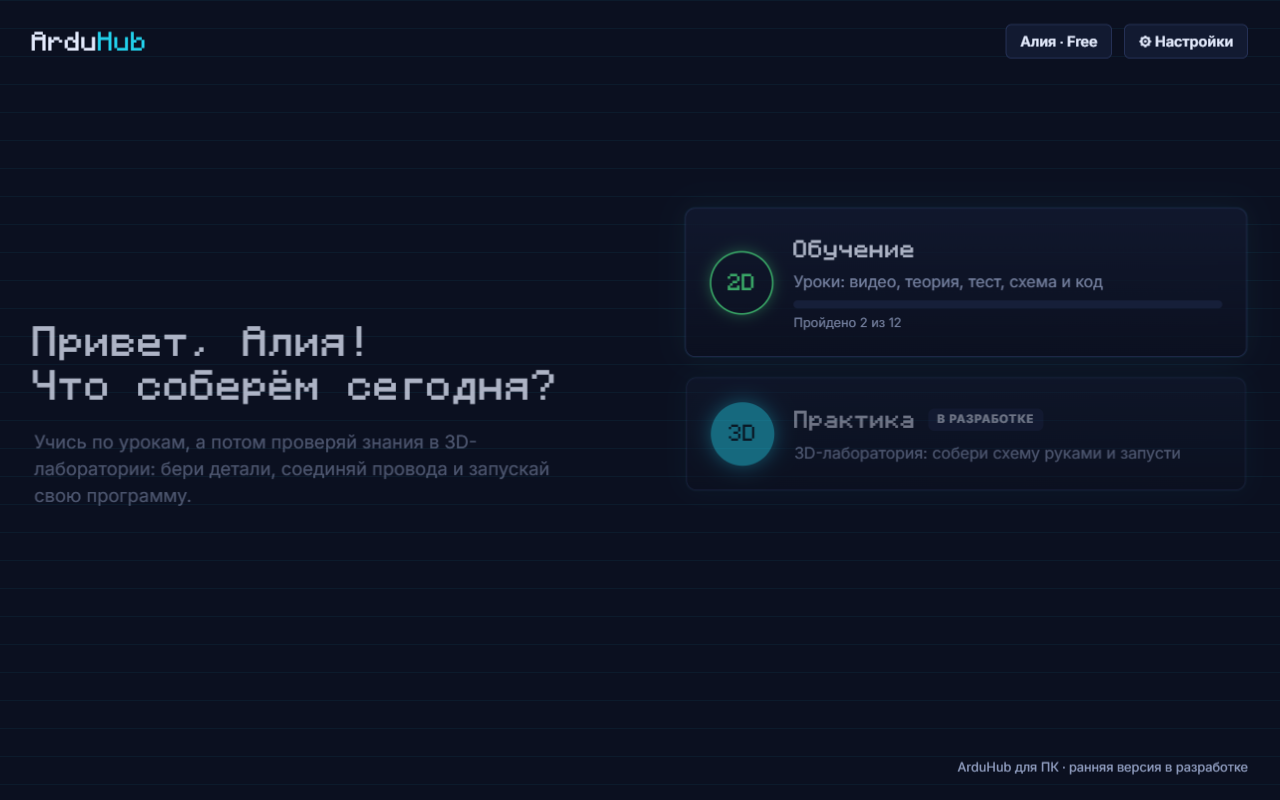 ArduHub
Алия · Free
⚙ Настройки
Привет, Алия!
Что соберём сегодня?
Учись по урокам, а потом проверяй знания в 3D-
лаборатории: бери детали, соединяй провода и запускай
свою программу.
2D
Обучение
Уроки: видео, теория, тест, схема и код
Пройдено 2 из 12
3D
Практика
В РАЗРАБОТКЕ
3D-лаборатория: собери схему руками и запусти
ArduHub для ПК · ранняя версия в разработке